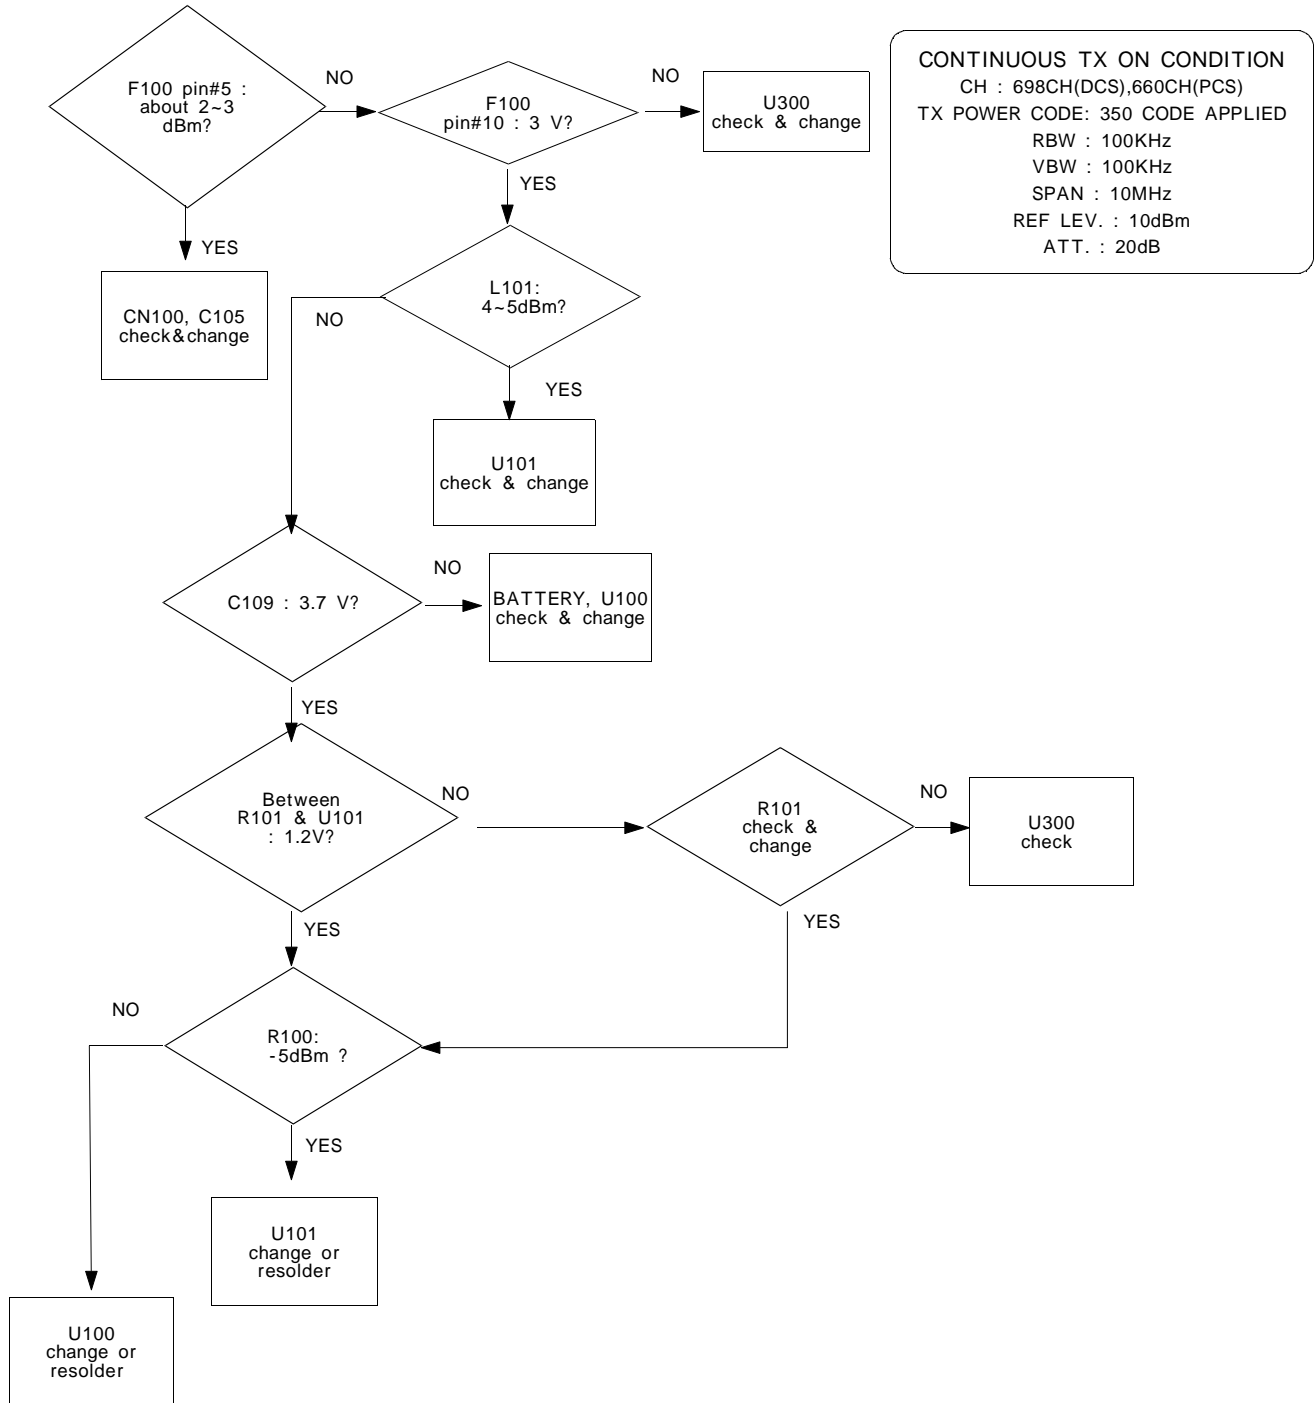 F100 pin#5 :
about 2~3
dBm?
NO
F100
pin#10 : 3 V?
NO
U300
check & change
CONTINUOUS TX ON CONDITION
CH : 698CH(DCS),660CH(PCS)
TX POWER CODE: 350 CODE APPLIED
RBW : 100KHz
VBW : 100KHz
SPAN : 10MHz
REF LEV. : 10dBm
ATT. : 20dB
YES
YES
CN100, C105
check&change
L101:
4~5dBm?
NO
YES
U101
check & change
C109 : 3.7 V?
NO
BATTERY, U100
check & change
YES
Between
R101 & U101
: 1.2V?
NO
R101
check &
change
NO
U300
check
YES
YES
R100:
-5dBm ?
NO
YES
U101
change or
resolder
U100
change or
resolder